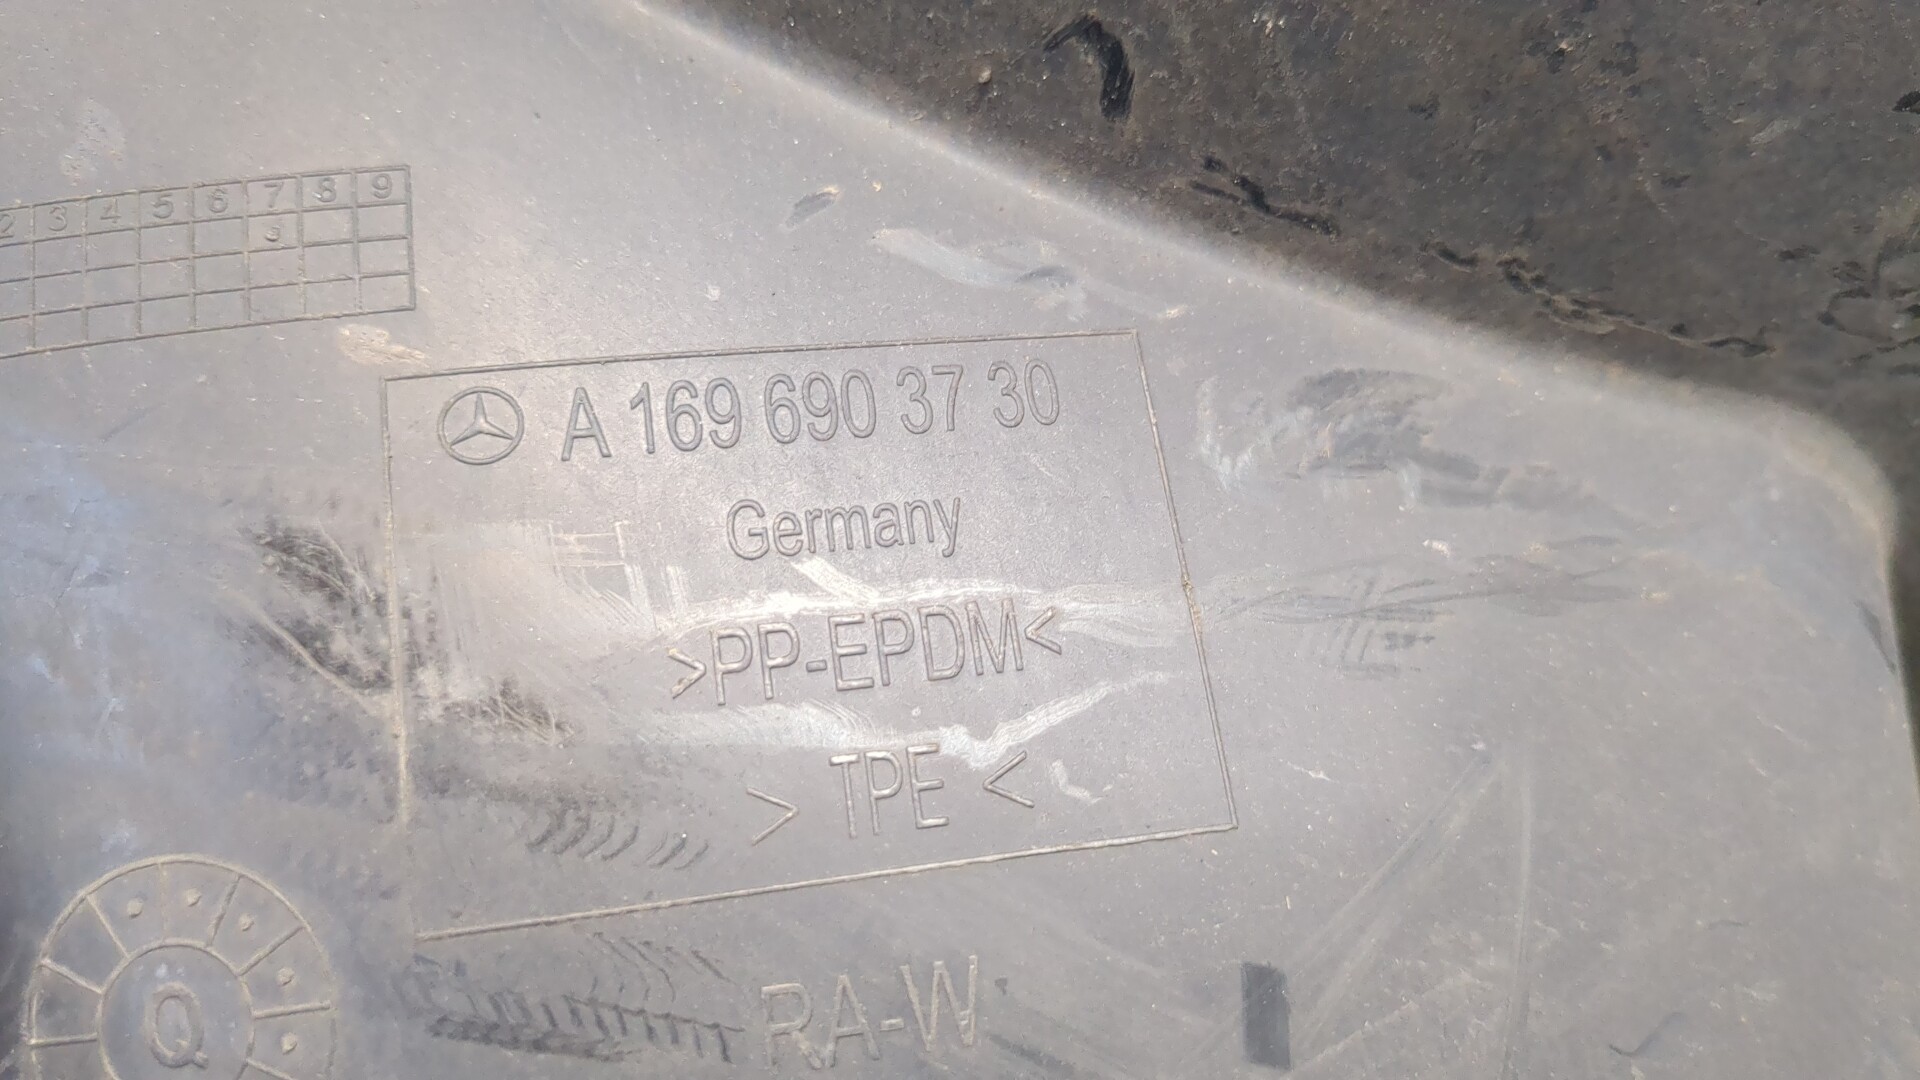 2 3 4 5 6 7 8 9
A 169 690 37 30
Germany
>PP-EPDM<
> TPE <
RA-W
Q